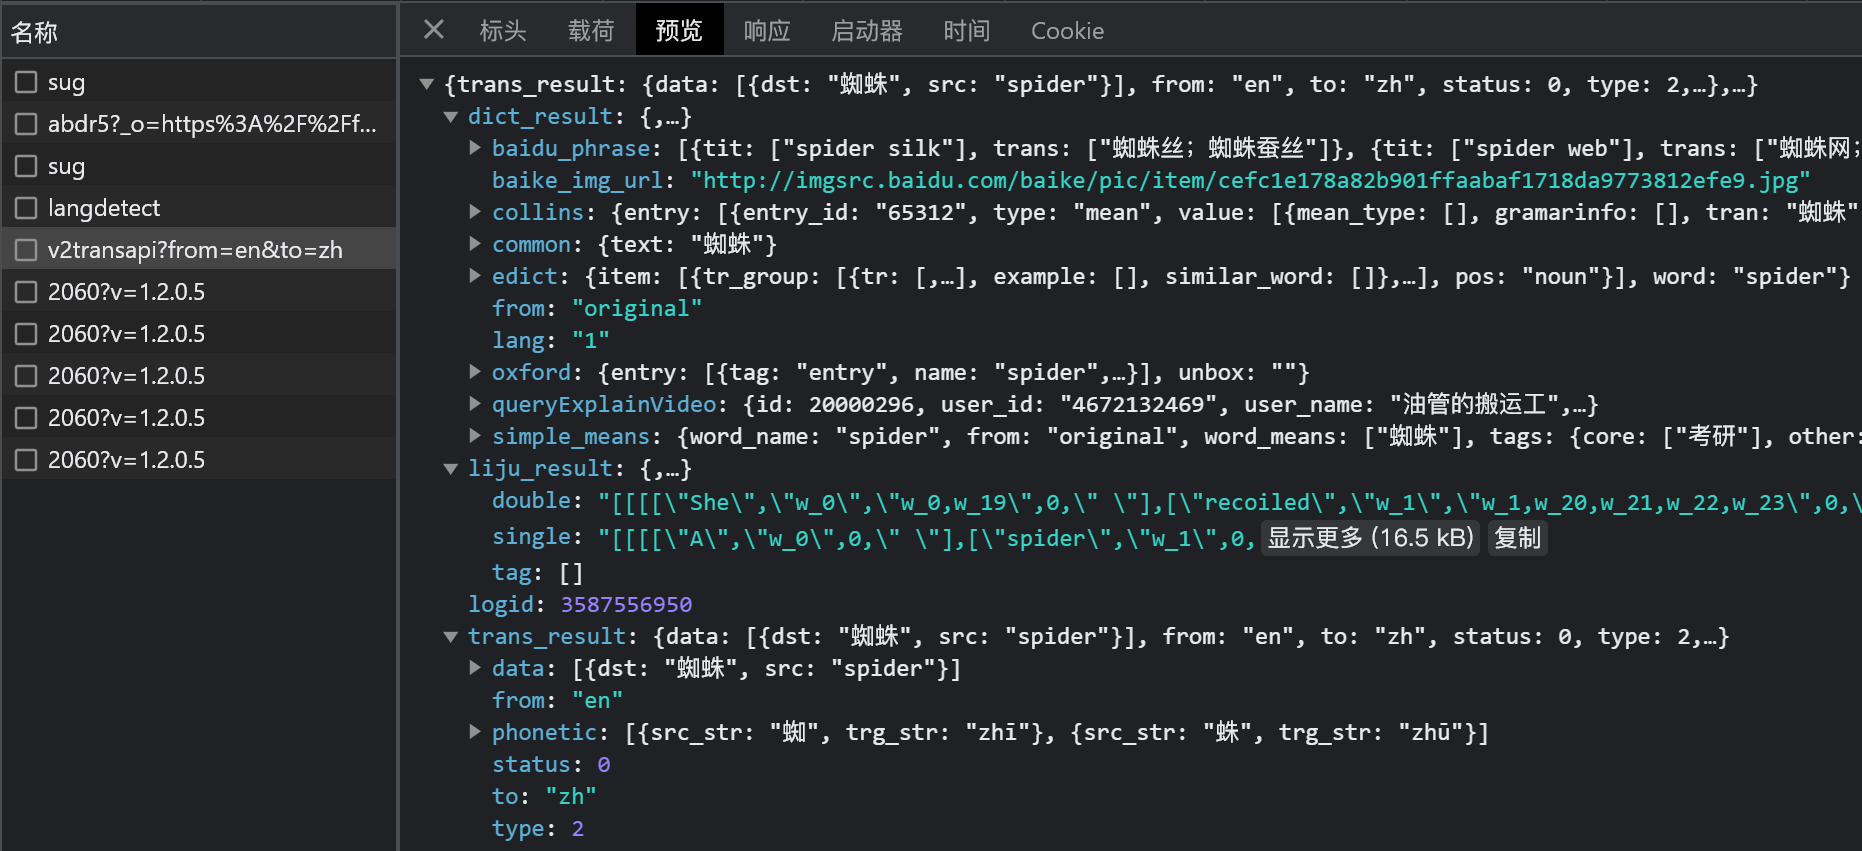 名称
sug
abdr5?_o=https%3A%2F%2Ff...
sug
langdetect
v2transapi?from=en&to=zh
2060?v=1.2.0.5
2060?v=1.2.0.5
2060?v=1.2.0.5
2060?v=1.2.0.5
2060?v=1.2.0.5
标头 载荷 预览 响应 启动器 时间 Cookie
{trans_result: {data: [{dst: "蜘蛛", src: "spider"}], from: "en", to: "zh", status: 0, type: 2,…},…}
dict_result: {,…}
baidu_phrase: [{tit: ["spider silk"], trans: ["蜘蛛丝；蜘蛛蚕丝"]}, {tit: ["spider web"], trans: ["蜘蛛网；
baike_img_url: "http://imgsrc.baidu.com/baike/pic/item/cefc1e178a82b901ffaabaf1718da9773812efe9.jpg"
collins: {entry: [{entry_id: "65312", type: "mean", value: [{mean_type: [], gramarinfo: [], tran: "蜘蛛"
common: {text: "蜘蛛"}
edict: {item: [{tr_group: [{tr: [,…], example: [], similar_word: []},…], pos: "noun"}], word: "spider"}
from: "original"
lang: "1"
oxford: {entry: [{tag: "entry", name: "spider",…}], unbox: ""}
queryExplainVideo: {id: 20000296, user_id: "4672132469", user_name: "油管的搬运工",…}
simple_means: {word_name: "spider", from: "original", word_means: ["蜘蛛"], tags: {core: ["考研"], other:
liju_result: {,…}
double: "[[[[\"She\",\"w_0\",\"w_0,w_19\",0,\" \"],[\"recoiled\",\"w_1\",\"w_1,w_20,w_21,w_22,w_23\",0,\
single: "[[[[\"A\",\"w_0\",0,\" \"],[\"spider\",\"w_1\",0, 显示更多 (16.5 kB) 复制
tag: []
logid: 3587556950
trans_result: {data: [{dst: "蜘蛛", src: "spider"}], from: "en", to: "zh", status: 0, type: 2,…}
data: [{dst: "蜘蛛", src: "spider"}]
from: "en"
phonetic: [{src_str: "蜘", trg_str: "zhī"}, {src_str: "蛛", trg_str: "zhū"}]
status: 0
to: "zh"
type: 2